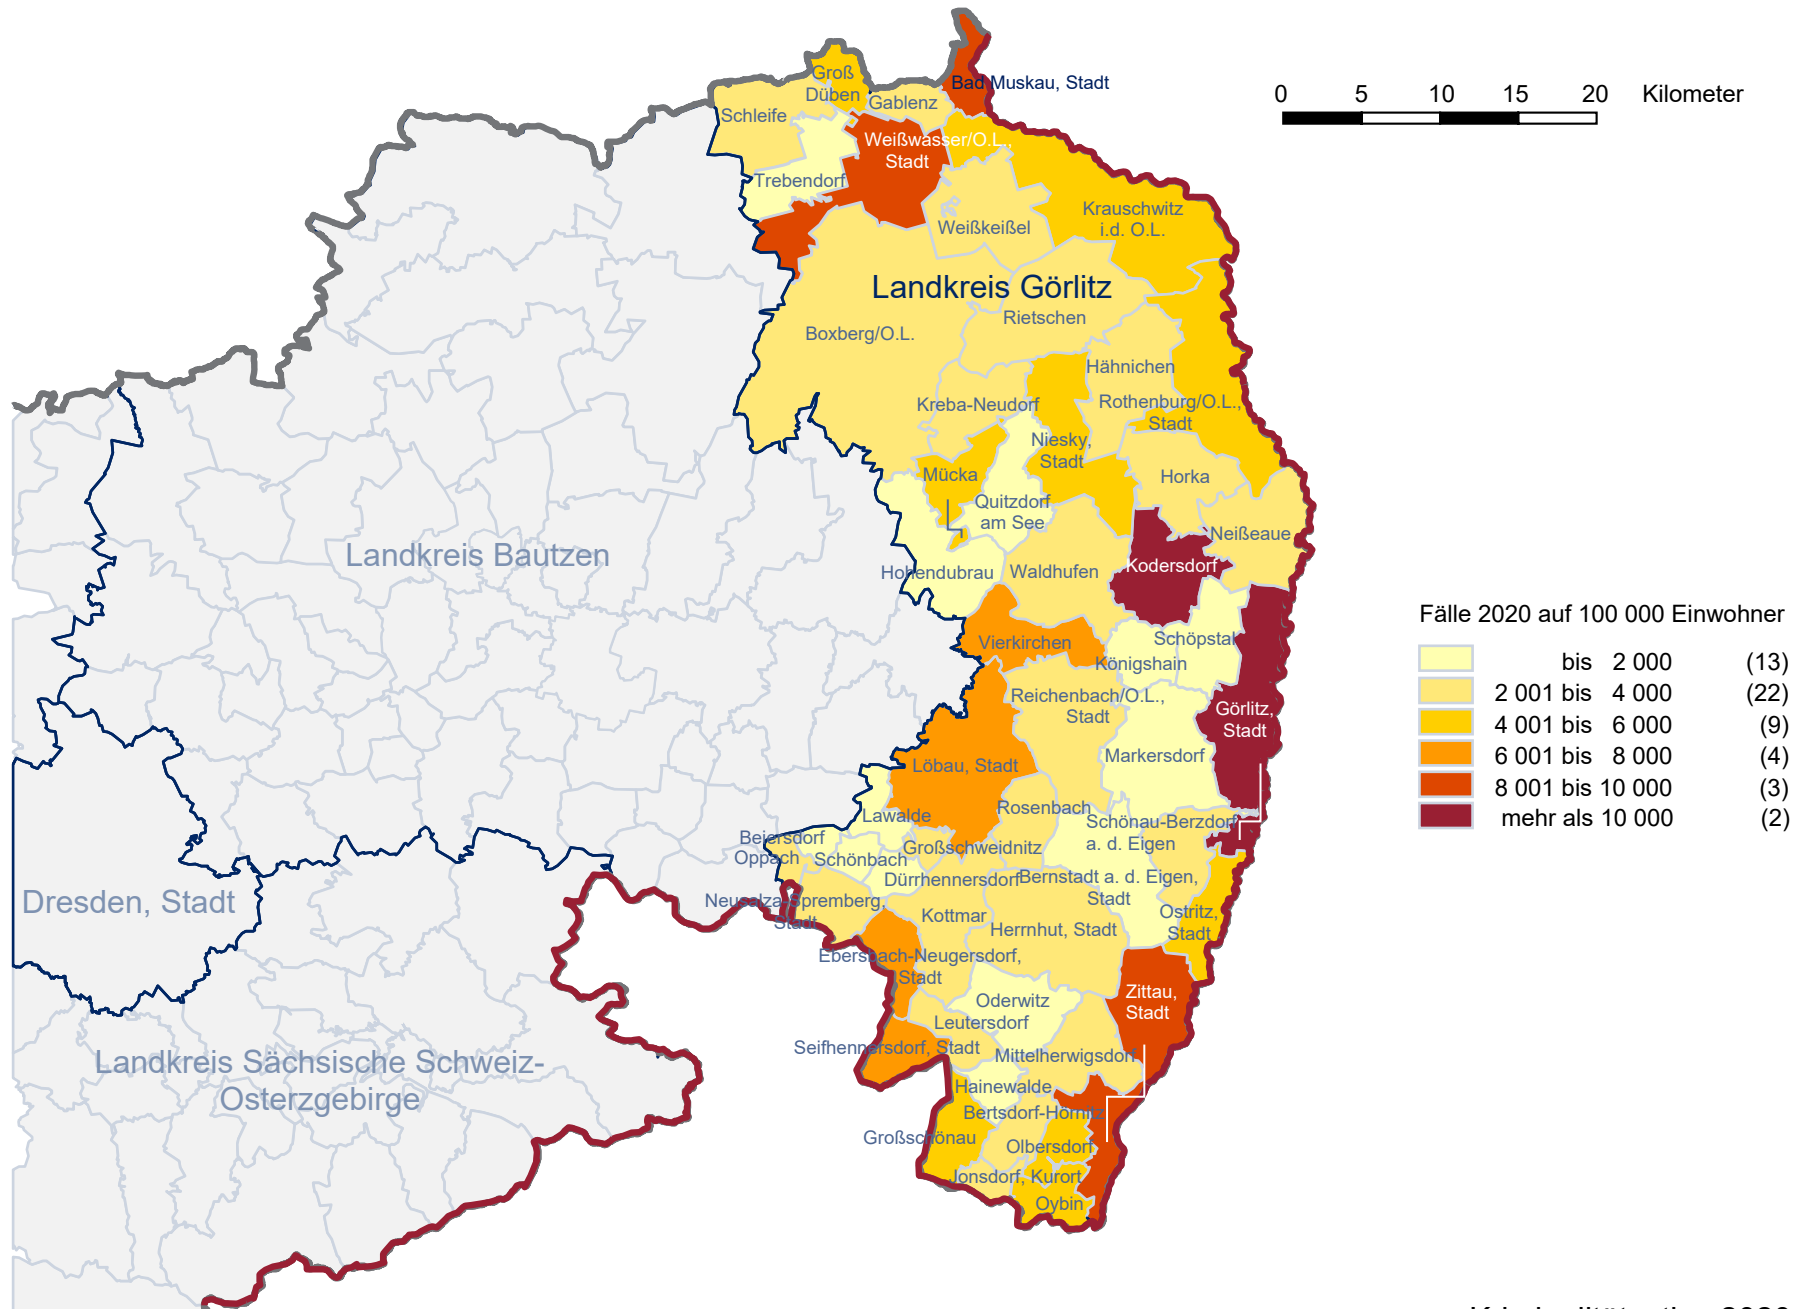 Groß
Düben
Bad Muskau, Stadt
0 5 10 15 20 Kilometer
Gablenz
Schleife
Weißwasser/O.L.,
Stadt
Trebendorf
Krauschwitz
i.d. O.L.
Weißkeißel
Landkreis Görlitz
Rietschen
Boxberg/O.L.
Hähnichen
Kreba-Neudorf
Rothenburg/O.L.,
Stadt
Niesky,
Stadt
Mücka
Horka
Quitzdorf
am See
Neißeaue
Landkreis Bautzen
Kodersdorf
Hohendubrau
Waldhufen
Fälle 2020 auf 100 000 Einwohner
bis 2 000 (13)
2 001 bis 4 000 (22)
4 001 bis 6 000 (9)
6 001 bis 8 000 (4)
8 001 bis 10 000 (3)
mehr als 10 000 (2)
Schöpstal
Vierkirchen
Königshain
Reichenbach/O.L.,
Stadt
Görlitz,
Stadt
Markersdorf
Löbau, Stadt
Rosenbach
Lawalde
Schönau-Berzdorf
a. d. Eigen
Beiersdorf
Großschweidnitz
Oppach
Schönbach
Dürrhennersdorf
Bernstadt a. d. Eigen,
Stadt
Neusalza-Spremberg,
Stadt
Dresden, Stadt
Kottmar
Ostritz,
Stadt
Herrnhut, Stadt
Ebersbach-Neugersdorf,
Stadt
Zittau,
Stadt
Oderwitz
Leutersdorf
Seifhennersdorf, Stadt
Mittelherwigsdorf
Landkreis Sächsische Schweiz-
Osterzgebirge
Hainewalde
Bertsdorf-Hörnitz
Großschönau
Olbersdorf
Jonsdorf, Kurort
Oybin